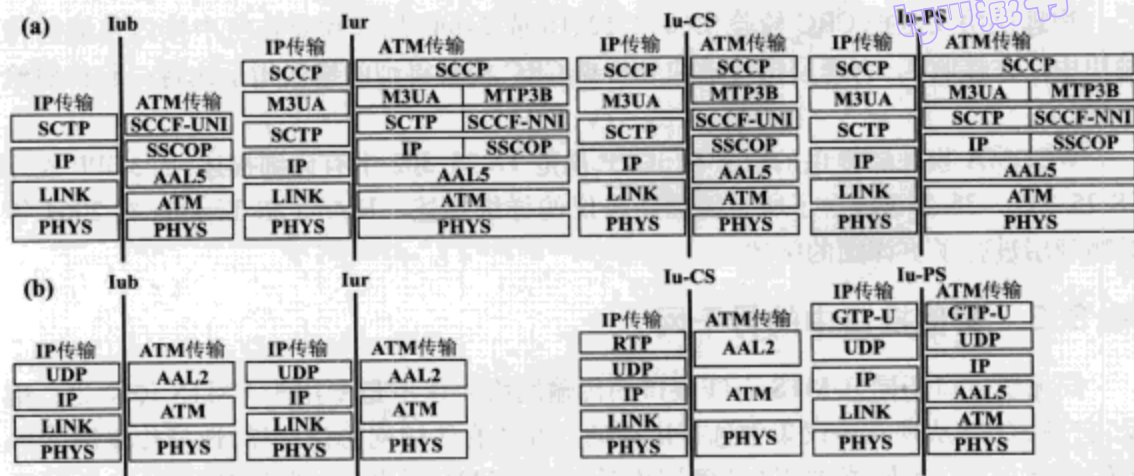 (a)
Iub
IP传输
SCTP
IP
LINK
PHYS
ATM传输
SCCF-UNI
SSCOP
AAL5
ATM
PHYS
Iur
IP传输
SCCP
M3UA
SCTP
IP
LINK
PHYS
ATM传输
SCCP
M3UA MTP3B
SCTP SCCF-NNI
IP SSCOP
AAL5
ATM
PHYS
Iu-CS
IP传输
SCCP
M3UA
SCTP
IP
LINK
PHYS
ATM传输
SCCP
MTP3B
SCCF-UNI
SSCOP
AAL5
ATM
PHYS
Iu-PS
IP传输
SCCP
M3UA
SCTP
IP
LINK
PHYS
ATM传输
SCCP
M3UA MTP3B
SCTP SCCF-NNI
IP SSCOP
AAL5
ATM
PHYS
(b)
Iub
IP传输
UDP
IP
LINK
PHYS
ATM传输
AAL2
ATM
PHYS
Iur
IP传输
UDP
IP
LINK
PHYS
ATM传输
AAL2
ATM
PHYS
Iu-CS
IP传输
RTP
UDP
IP
LINK
PHYS
ATM传输
AAL2
ATM
PHYS
Iu-PS
IP传输
GTP-U
UDP
IP
LINK
PHYS
ATM传输
GTP-U
UDP
IP
AAL5
ATM
PHYS